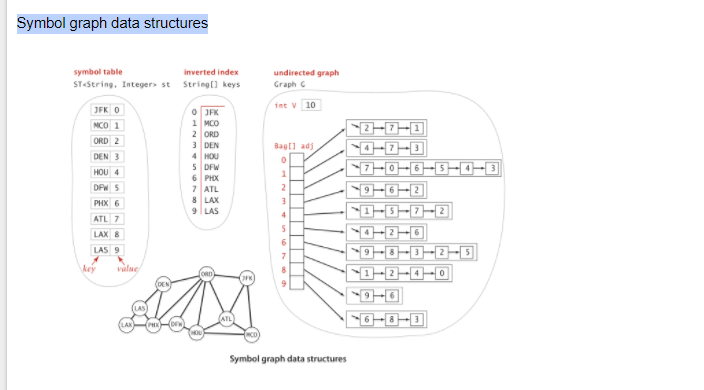 Symbol graph data structures
symbol table
ST<String, Integer> st
JFK 0
MCO 1
ORD 2
DEN 3
HOU 4
DFW 5
PHX 6
ATL 7
LAX 8
LAS 9
key value
inverted index
String[] keys
0 JFK
1 MCO
2 ORD
3 DEN
4 HOU
5 DFW
6 PHX
7 ATL
8 LAX
9 LAS
undirected graph
Graph G
int V 10
Bag[] adj
0
1
2
3
4
5
6
7
8
9
2 7 1
4 7 3
7 0 6 5 4 3
9 6 2
1 5 7 2
4 2 6
9 8 3 2 5
1 2 4 0
9 6
6 8 3
ORD
JFK
DEN
LAS
LAX
PHX
DFW
ATL
HOU
MCO
Symbol graph data structures